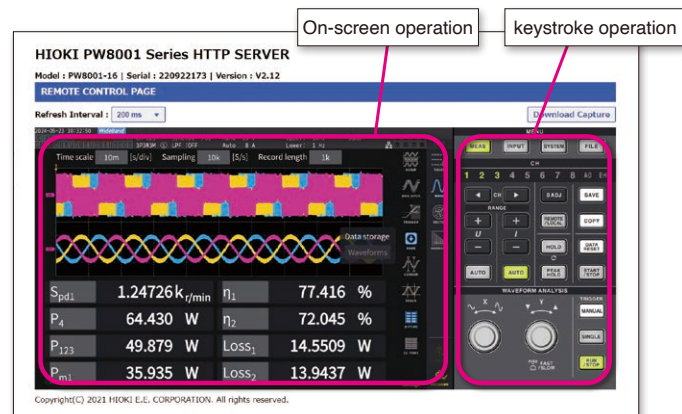 On-screen operation
keystroke operation
HIOKI PW8001 Series HTTP SERVER
Model : PW8001-16 | Serial : 220922173 | Version : V2.12
REMOTE CONTROL PAGE
Refresh Interval : 200 ms
Download Capture
Time scale 10m [s/div] Sampling 10k [S/s] Record length 1k
Data storage
Waveforms
Spd1 1.24726k r/min η1 77.416 %
P4 64.430 W η2 72.045 %
P123 49.879 W Loss1 14.5509 W
Pm1 35.935 W Loss2 13.9437 W
MENU
MEAS INPUT SYSTEM FILE
CH
1 2 3 4 5 6 7 8
CH
0 ADJ
SAVE
RANGE
U I
REMOTE /LOCAL
COPY
HOLD
DATA RESET
AUTO AUTO
PEAK HOLD
START /STOP
WAVEFORM ANALYSIS
TRIGGER
X Y
MANUAL
SINGLE
RUN /STOP
Copyright(C) 2021 HIOKI E.E. CORPORATION. All rights reserved.